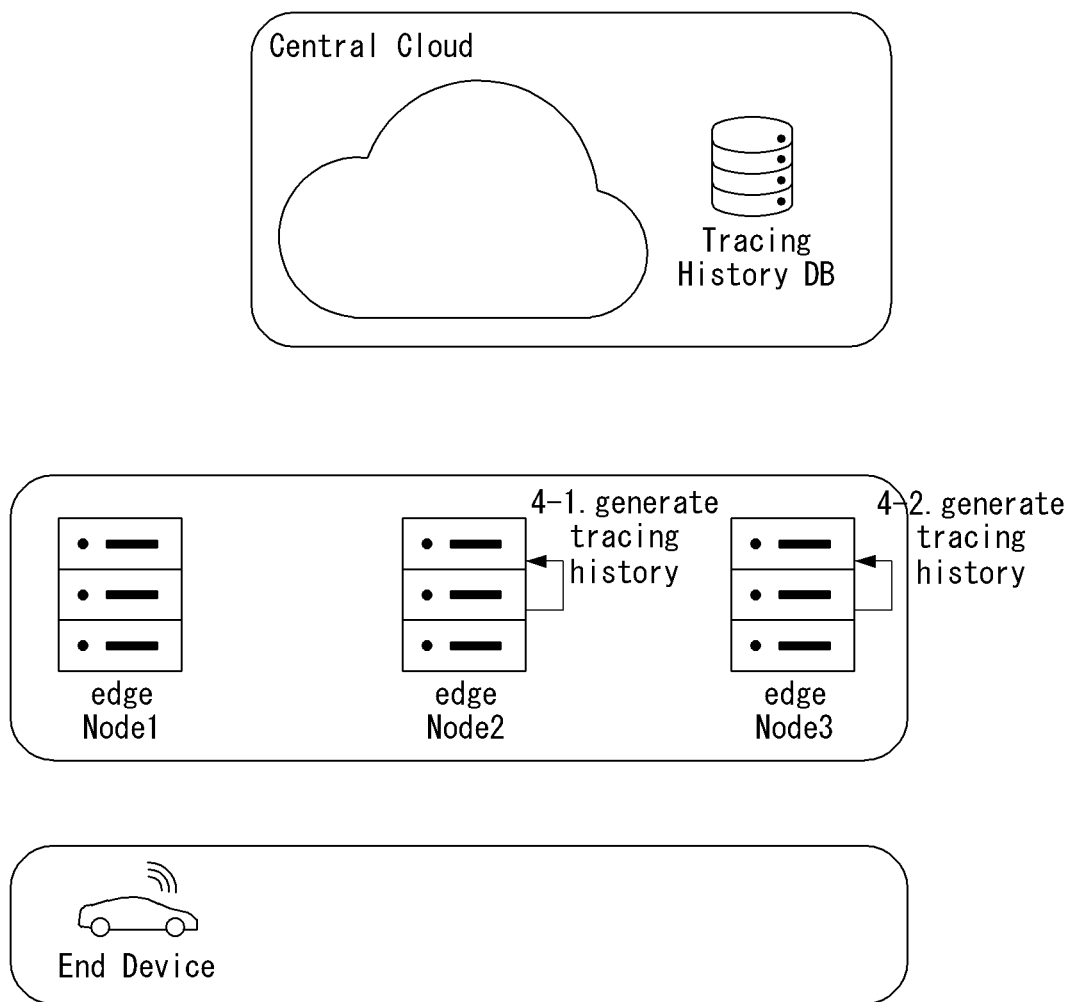 Central Cloud
Tracing
History DB
4-1. generate
tracing
history
4-2. generate
tracing
history
edge
Node1
edge
Node2
edge
Node3
End Device